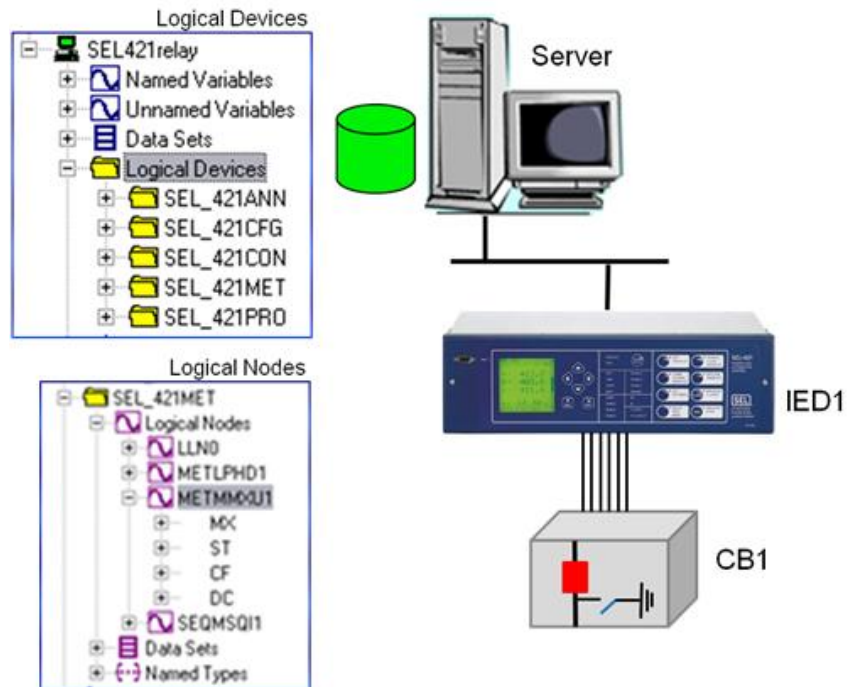 Logical Devices
SEL421relay
Named Variables
Unnamed Variables
Data Sets
Logical Devices
SEL_421ANN
SEL_421CFG
SEL_421CON
SEL_421MET
SEL_421PRO
Server
Logical Nodes
SEL_421MET
Logical Nodes
LLN0
METLPHD1
METMMXU1
MX
ST
CF
DC
SEQMSQI1
Data Sets
Named Types
SEL
IED1
CB1